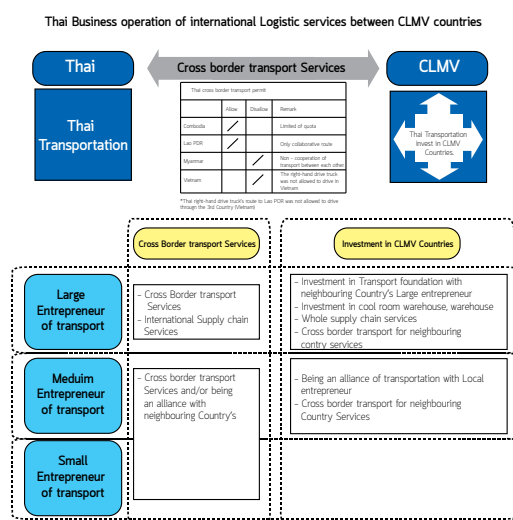 Thai Business operation of international Logistic services between CLMV countries
Thai
Cross border transport Services
CLMV
Thai
Transportation
Thai cross border transport permit
Allow
Disallow
Remark
Combodia
Limited of quota
Lao PDR
Only collaborative route
Myanmar
Non - cooperation of
transport between each other
Vietnam
The right-hand drive truck
was not allowed to drive in
Vietnam
*Thai right-hand drive truck's route to Lao PDR was not allowed to drive
through the 3rd Country (Vietnam)
Thai Transportation
Invest in CLMV
Countries.
Cross Border transport Services
Investment in CLMV Countries
Large
Entrepreneur
of transport
- Cross Border transport
Services
- International Supply chain
Services
- Investment in Transport foundation with
neighbouring Country's Large entrepreneur
- Investment in cool room warehouse, warehouse
- Whole supply chain services
- Cross border transport for neighbouring
contry services
Meduim
Entrepreneur
of transport
- Cross border transport
Services and/or being
an alliance with
neighbouring Country's
- Being an alliance of transportation with Local
entrepreneur
- Cross border transport for neighbouring
Country Services
Small
Entrepreneur
of transport